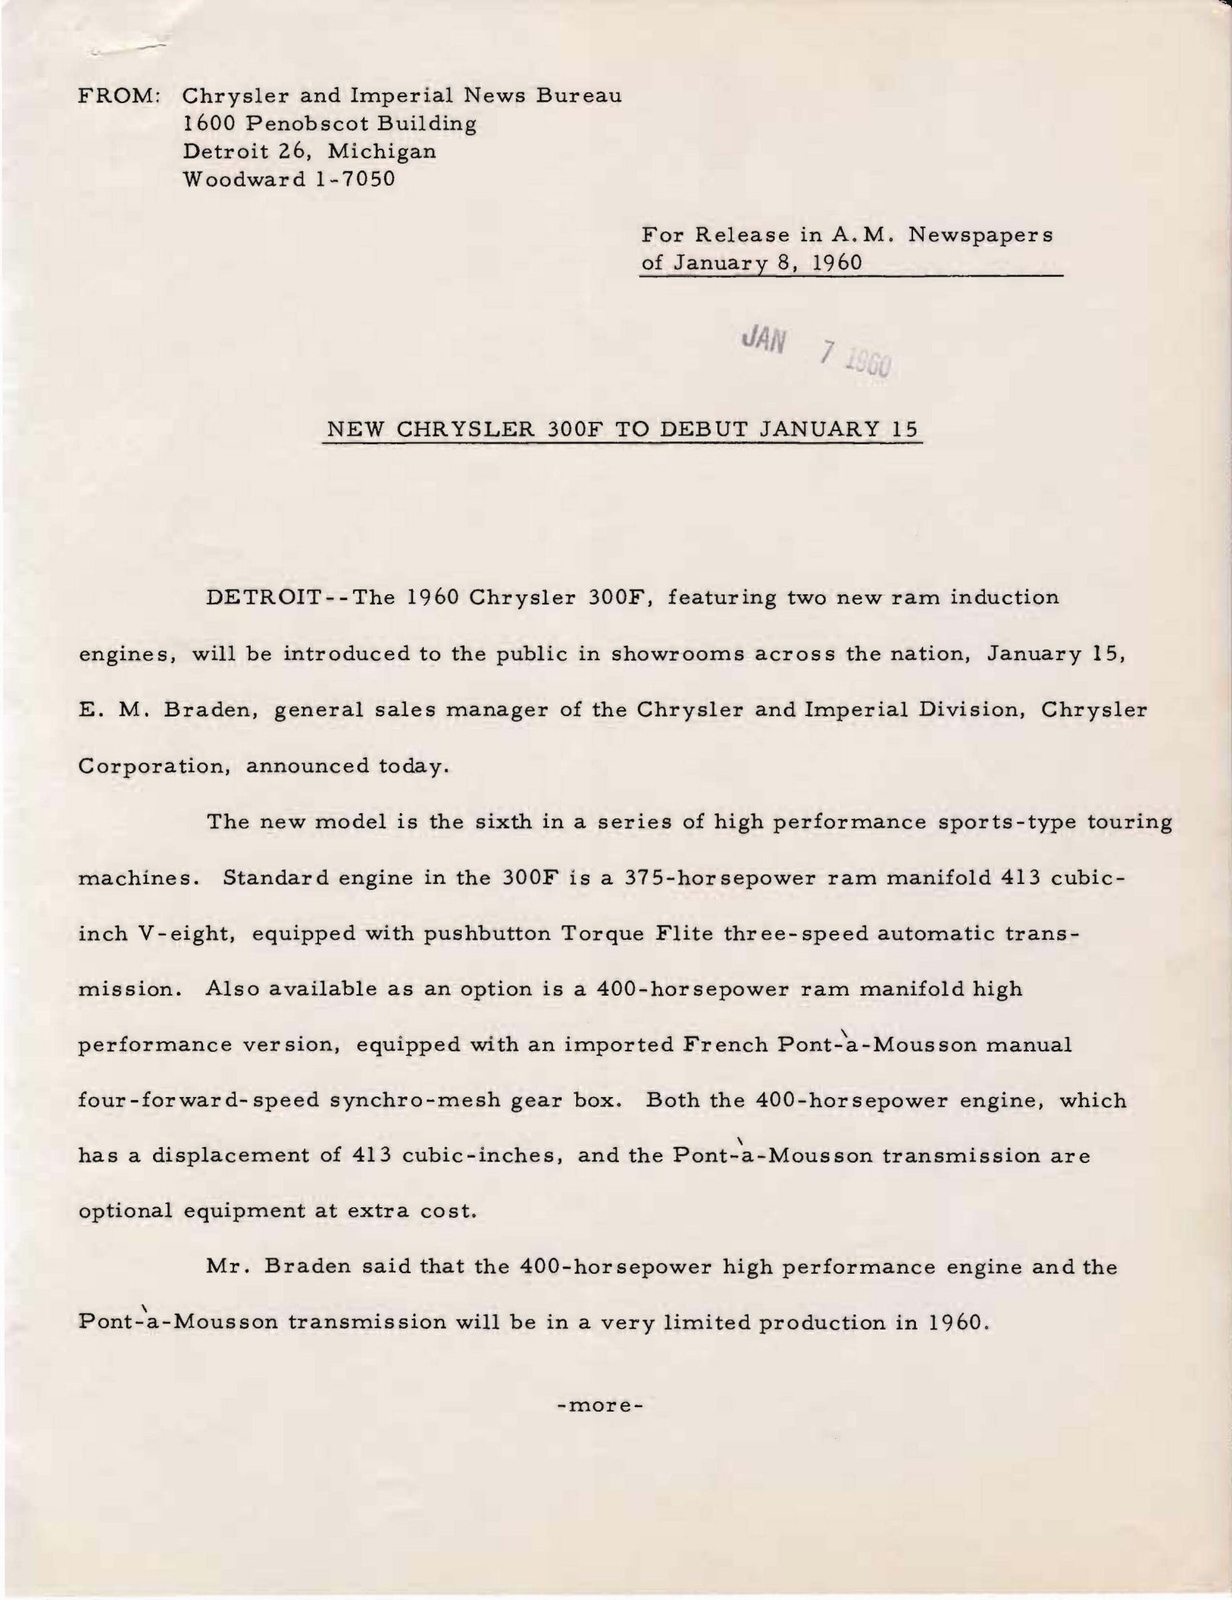 FROM: Chrysler and Imperial News Bureau
1600 Penobscot Building
Detroit 26, Michigan
Woodward 1-7050
For Release in A.M. Newspapers
of January 8, 1960
JAN 7 1960
NEW CHRYSLER 300F TO DEBUT JANUARY 15
DETROIT--The 1960 Chrysler 300F, featuring two new ram induction
engines, will be introduced to the public in showrooms across the nation, January 15,
E. M. Braden, general sales manager of the Chrysler and Imperial Division, Chrysler
Corporation, announced today.
The new model is the sixth in a series of high performance sports-type touring
machines. Standard engine in the 300F is a 375-horsepower ram manifold 413 cubic-
inch V-eight, equipped with pushbutton Torque Flite three-speed automatic trans-
mission. Also available as an option is a 400-horsepower ram manifold high
performance version, equipped with an imported French Pont-à-Mousson manual
four-forward-speed synchro-mesh gear box. Both the 400-horsepower engine, which
has a displacement of 413 cubic-inches, and the Pont-à-Mousson transmission are
optional equipment at extra cost.
Mr. Braden said that the 400-horsepower high performance engine and the
Pont-à-Mousson transmission will be in a very limited production in 1960.
-more-